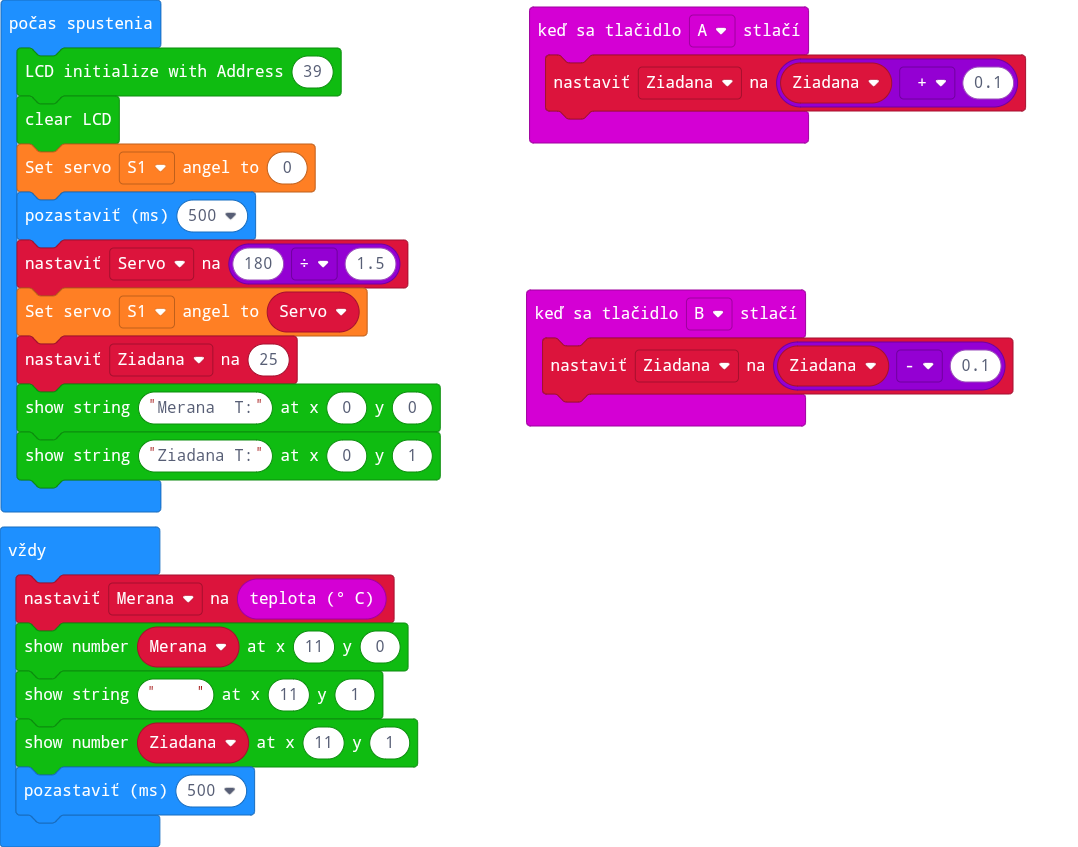 počas spustenia
LCD initialize with Address 39
clear LCD
Set servo S1 angel to 0
pozastaviť (ms) 500
nastaviť Servo na 180 ÷ 1.5
Set servo S1 angel to Servo
nastaviť Ziadana na 25
show string "Merana  T:" at x 0 y 0
show string "Ziadana T:" at x 0 y 1
vždy
nastaviť Merana na teplota (° C)
show number Merana at x 11 y 0
show string "    " at x 11 y 1
show number Ziadana at x 11 y 1
pozastaviť (ms) 500
keď sa tlačidlo A stlačí
nastaviť Ziadana na Ziadana + 0.1
keď sa tlačidlo B stlačí
nastaviť Ziadana na Ziadana - 0.1